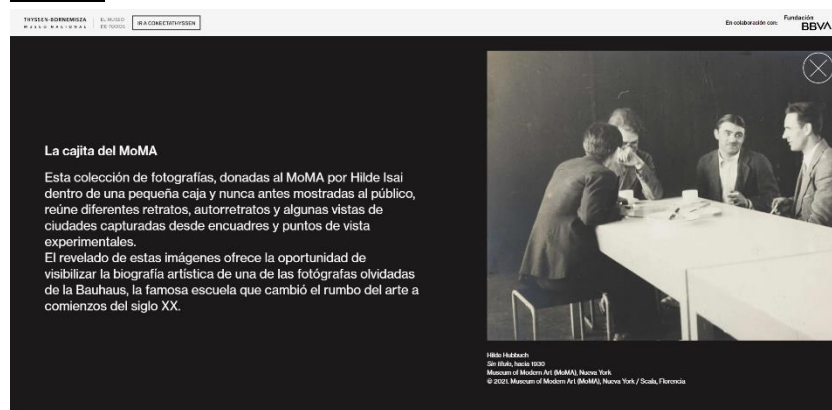 THYSSEN-BORNEMISZA
MUSEO NACIONAL
EL MUSEO
DE TODOS
IR A CONECTATHYSSEN
En colaboración con:
Fundación
BBVA
La cajita del MoMA
Esta colección de fotografías, donadas al MoMA por Hilde Isai
dentro de una pequeña caja y nunca antes mostradas al público,
reúne diferentes retratos, autorretratos y algunas vistas de
ciudades capturadas desde encuadres y puntos de vista
experimentales.
El revelado de estas imágenes ofrece la oportunidad de
visibilizar la biografía artística de una de las fotógrafas olvidadas
de la Bauhaus, la famosa escuela que cambió el rumbo del arte a
comienzos del siglo XX.
Hilde Hubbuch
Sin título, hacia 1930
Museum of Modern Art (MoMA), Nueva York
© 2021. Museum of Modern Art (MoMA), Nueva York / Scala, Florencia